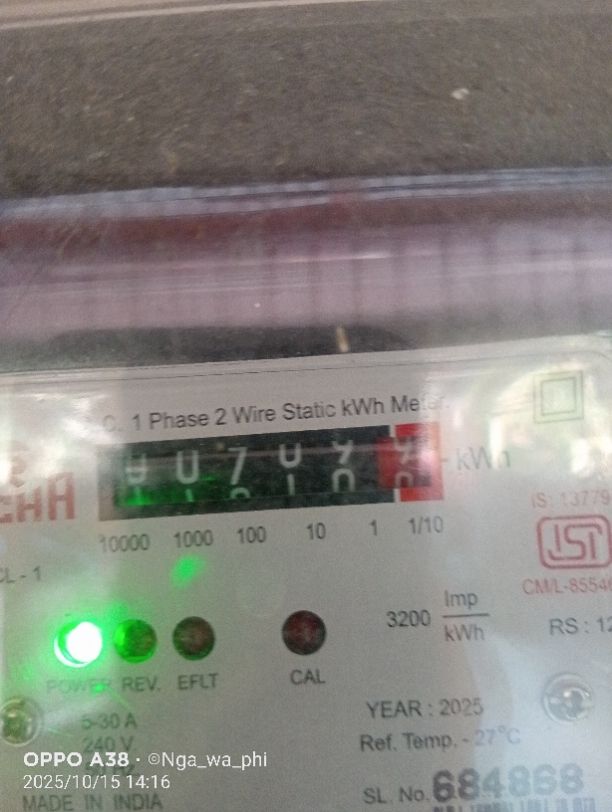 C. 1 Phase 2 Wire Static kWh Meter
kWh
10000 1000 100 10 1 1/10
IS: 13779
CL - 1
ISI
CM/L-85546
3200 Imp/kWh
RS : 12
POWER REV. EFLT
CAL
5-30 A
240 V
YEAR : 2025
Ref. Temp. - 27°C
SL. No. 684868
MADE IN INDIA
OPPO A38 · ©Nga_wa_phi
2025/10/15 14:16